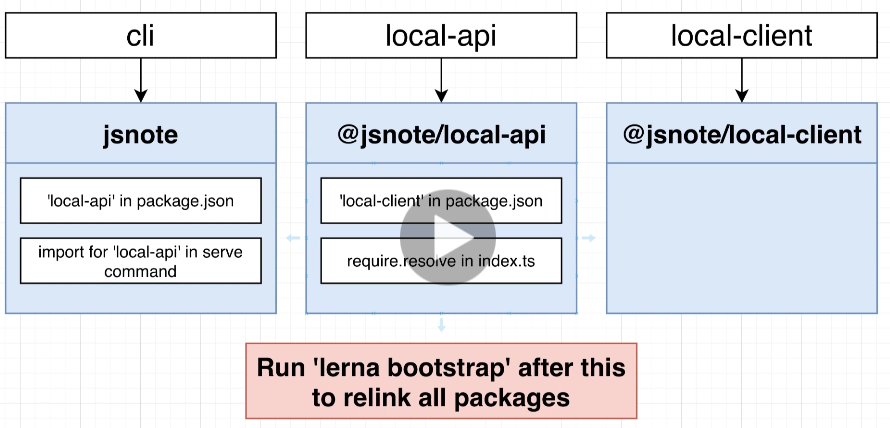 cli
local-api
local-client
jsnote
@jsnote/local-api
@jsnote/local-client
'local-api' in package.json
'local-client' in package.json
import for 'local-api' in serve
command
require.resolve in index.ts
Run 'lerna bootstrap' after this
to relink all packages